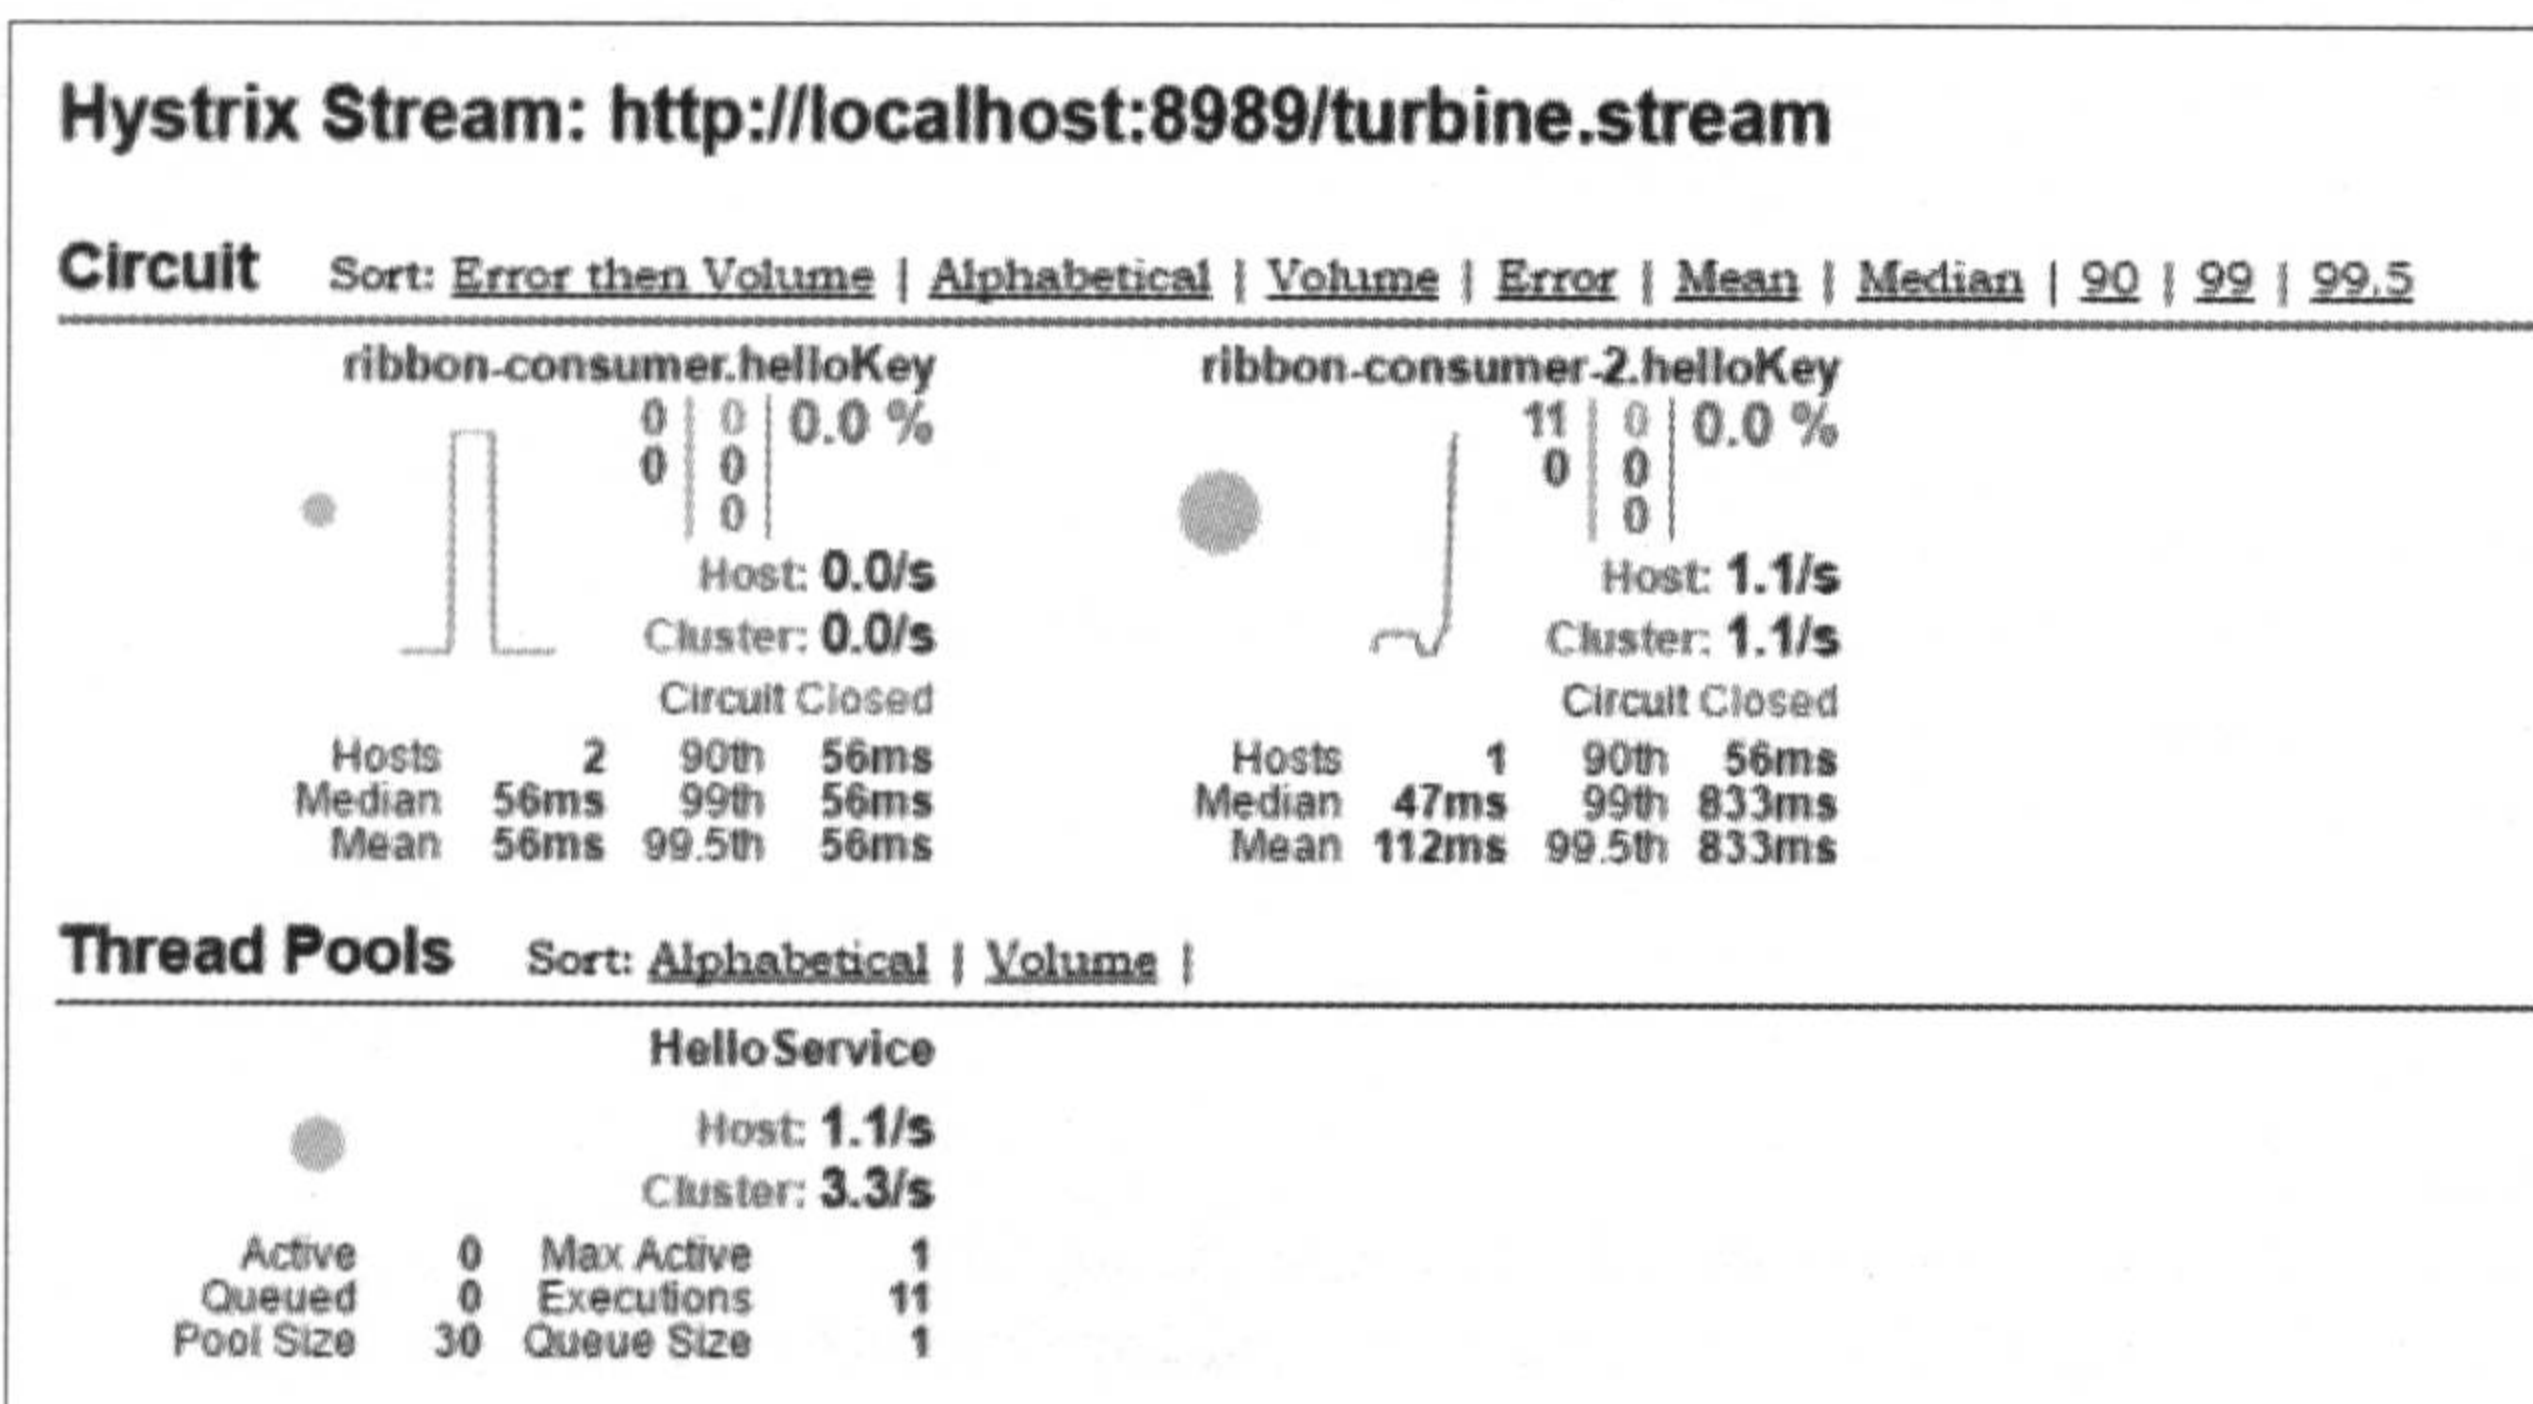 Hystrix Stream: http://localhost:8989/turbine.stream
Circuit Sort: Error then Volume | Alphabetical | Volume | Error | Mean | Median | 90 | 99 | 99.5
ribbon-consumer.helloKey
0 | 0 | 0.0 %
0 | 0
0
Host: 0.0/s
Cluster: 0.0/s
Circuit Closed
Hosts 2 90th 56ms
Median 56ms 99th 56ms
Mean 56ms 99.5th 56ms
ribbon-consumer-2.helloKey
11 | 0 | 0.0 %
0 | 0
0
Host: 1.1/s
Cluster: 1.1/s
Circuit Closed
Hosts 1 90th 56ms
Median 47ms 99th 833ms
Mean 112ms 99.5th 833ms
Thread Pools Sort: Alphabetical | Volume |
HelloService
Host: 1.1/s
Cluster: 3.3/s
Active 0 Max Active 1
Queued 0 Executions 11
Pool Size 30 Queue Size 1